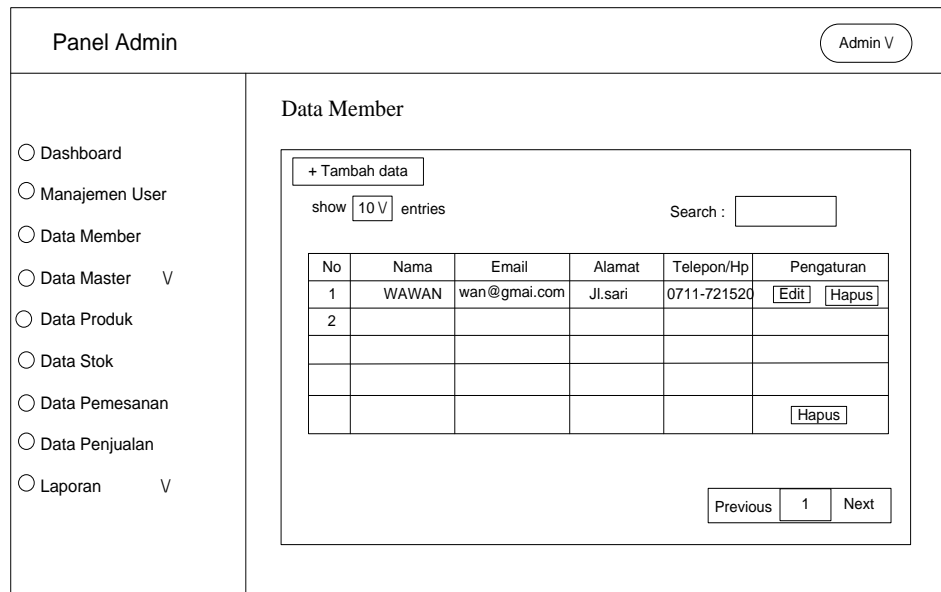 Panel Admin
Admin \/
Data Member
Dashboard
Manajemen User
Data Member
Data Master \/
Data Produk
Data Stok
Data Pemesanan
Data Penjualan
Laporan \/
+ Tambah data
show 10 \/ entries
Search :
No Nama Email Alamat Telepon/Hp Pengaturan
1 WAWAN wan@gmai.com Jl.sari 0711-721520 Edit Hapus
2
Hapus
Previous 1 Next